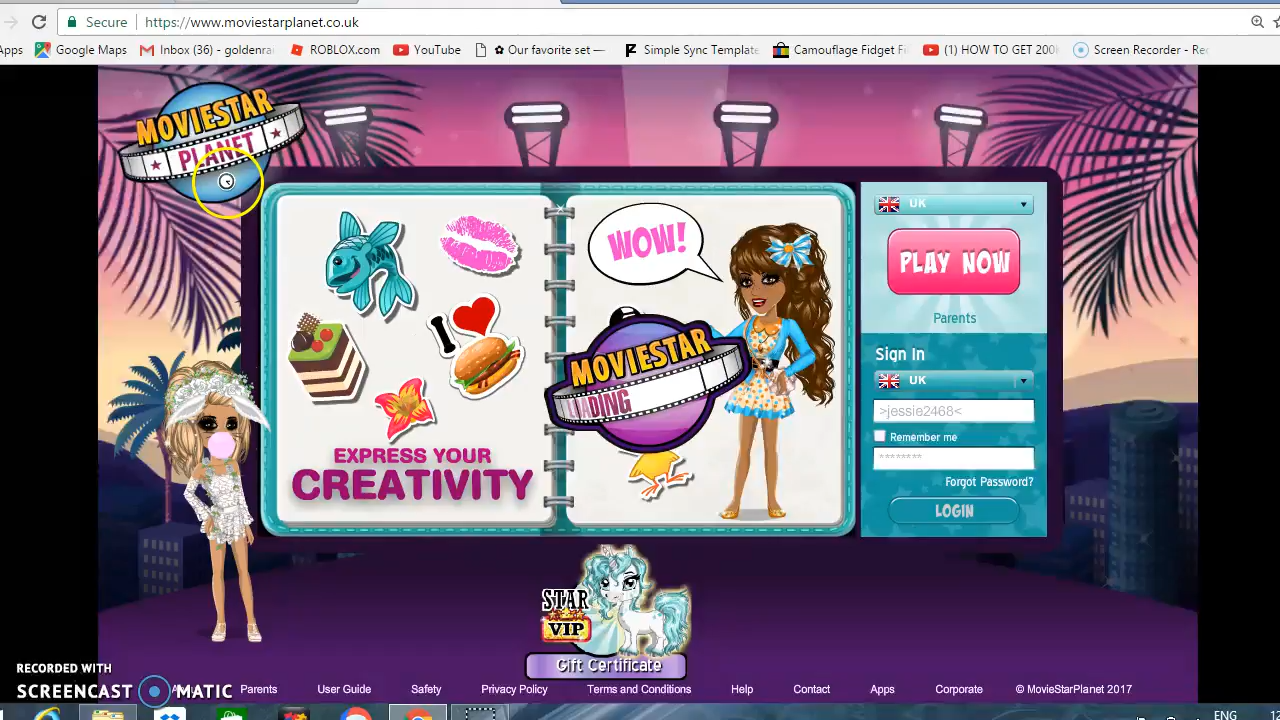 Secure https://www.moviestarplanet.co.uk
Apps Google Maps Inbox (36) - goldenra ROBLOX.com YouTube ✿ Our favorite set — Simple Sync Templ Camouflage Fidget F (1) HOW TO GET 200 Screen Recorder - Re
MOVIESTAR
PLANET
WOW!
UK
PLAY NOW
Parents
Sign In
UK
>jessie2468<
Remember me
********
Forgot Password?
LOGIN
I
MOVIESTAR
LOADING
EXPRESS YOUR
CREATIVITY
STAR
VIP
Gift Certificate
RECORDED WITH
SCREENCAST MATIC
Parents User Guide Safety Privacy Policy Terms and Conditions Help Contact Apps Corporate © MovieStarPlanet 2017
ENG